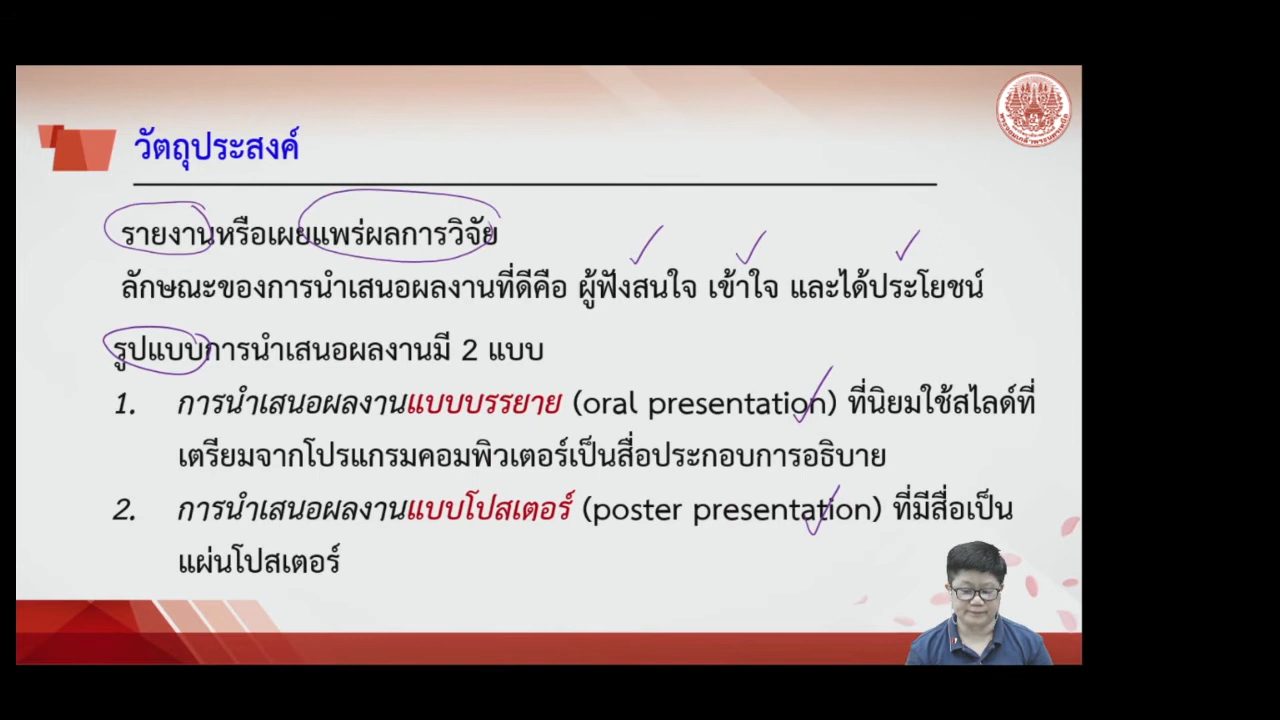 วัตถุประสงค์
รายงานหรือเผยแพร่ผลการวิจัย
ลักษณะของการนำเสนอผลงานที่ดีคือ ผู้ฟังสนใจ เข้าใจ และได้ประโยชน์
รูปแบบการนำเสนอผลงานมี 2 แบบ
1. การนำเสนอผลงานแบบบรรยาย (oral presentation) ที่นิยมใช้สไลด์ที่
เตรียมจากโปรแกรมคอมพิวเตอร์เป็นสื่อประกอบการอธิบาย
2. การนำเสนอผลงานแบบโปสเตอร์ (poster presentation) ที่มีสื่อเป็น
แผ่นโปสเตอร์